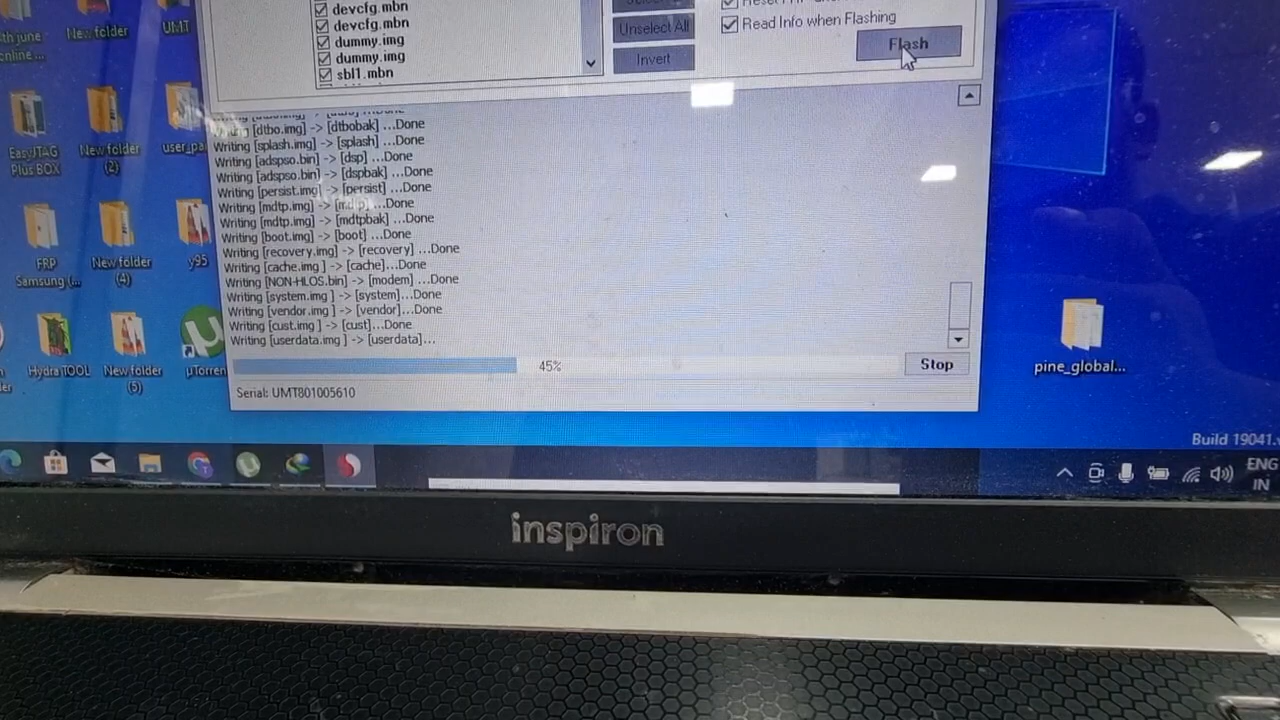 New folder
UMT
devcfg.mbn
devcfg.mbn
dummy.img
dummy.img
sbl1.mbn
Unselect All
Invert
Read Info when Flashing
Flash
Writing [dtbo.img] -> [dtbobak] ...Done
Writing [splash.img] -> [splash] ...Done
Writing [adspso.bin] -> [dsp] ...Done
Writing [adspso.bin] -> [dspbak] ...Done
Writing [persist.img] -> [persist] ...Done
Writing [mdtp.img] -> [mdtp] ...Done
Writing [mdtp.img] -> [mdtpbak] ...Done
Writing [boot.img] -> [boot] ...Done
Writing [recovery.img] -> [recovery] ...Done
Writing [cache.img ] -> [cache]...Done
Writing [NON-HLOS.bin] -> [modem] ...Done
Writing [system.img ] -> [system]...Done
Writing [vendor.img ] -> [vendor]...Done
Writing [cust.img ] -> [cust]...Done
Writing [userdata.img ] -> [userdata]...
45%
Stop
Serial: UMT801005610
EasyJTAG
Plus BOX
New folder
(2)
user_pa
FRP
Samsung (...
New folder
(4)
y95
Hydra TOOL
New folder
(5)
µTorren
pine_global...
Build 19041.
ENG
IN
inspiron